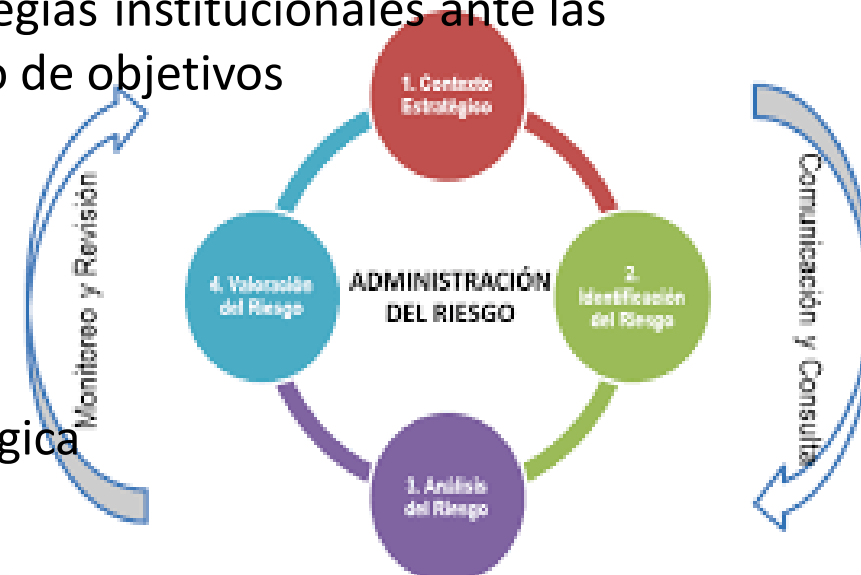 egias institucionales ante las
o de objetivos
1. Contexto
Estratégico
Monitoreo y Revisión
Comunicación y Consulta
4. Valoración
del Riesgo
ADMINISTRACIÓN
DEL RIESGO
2.
Identificación
del Riesgo
gica
3. Análisis
del Riesgo